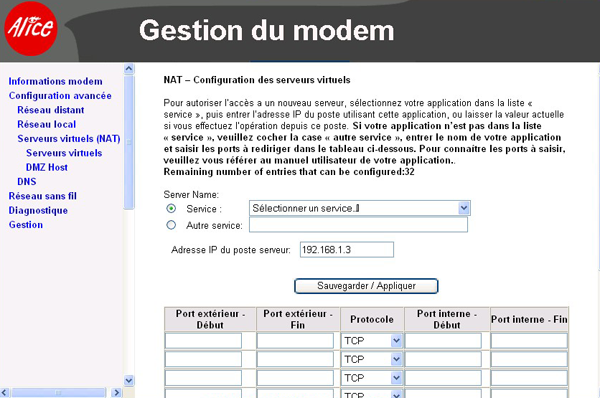 Alice
Gestion du modem
Informations modem
Configuration avancée
Réseau distant
Réseau local
Serveurs virtuels (NAT)
Serveurs virtuels
DMZ Host
DNS
Réseau sans fil
Diagnostique
Gestion
NAT – Configuration des serveurs virtuels
Pour autoriser l'accès a un nouveau serveur, sélectionnez votre application dans la liste «
service », puis entrer l'adresse IP du poste utilisant cette application, ou laisser la valeur actuelle
si vous effectuez l'opération depuis ce poste. Si votre application n'est pas dans la liste
« service », veuillez cocher la case « autre service », entrer le nom de votre application
et saisir les ports à rediriger dans le tableau ci-dessous. Pour connaître les ports à saisir,
veuillez vous référer au manuel utilisateur de votre application..
Remaining number of entries that can be configured:32
Server Name:
Service :
Sélectionner un service..
Autre service:
Adresse IP du poste serveur: 192.168.1.3
Sauvegarder / Appliquer
Port extérieur - Début Port extérieur - Fin Protocole Port interne - Début Port interne - Fin
TCP
TCP
TCP
TCP